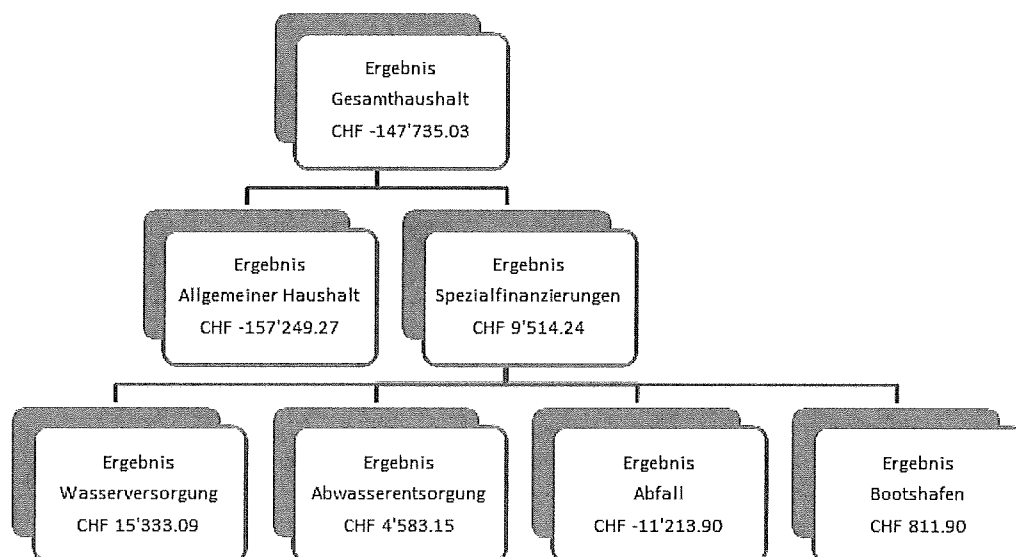 Ergebnis
Gesamthaushalt
CHF -147'735.03
Ergebnis
Allgemeiner Haushalt
CHF -157'249.27
Ergebnis
Spezialfinanzierungen
CHF 9'514.24
Ergebnis
Wasserversorgung
CHF 15'333.09
Ergebnis
Abwasserentsorgung
CHF 4'583.15
Ergebnis
Abfall
CHF -11'213.90
Ergebnis
Bootshafen
CHF 811.90